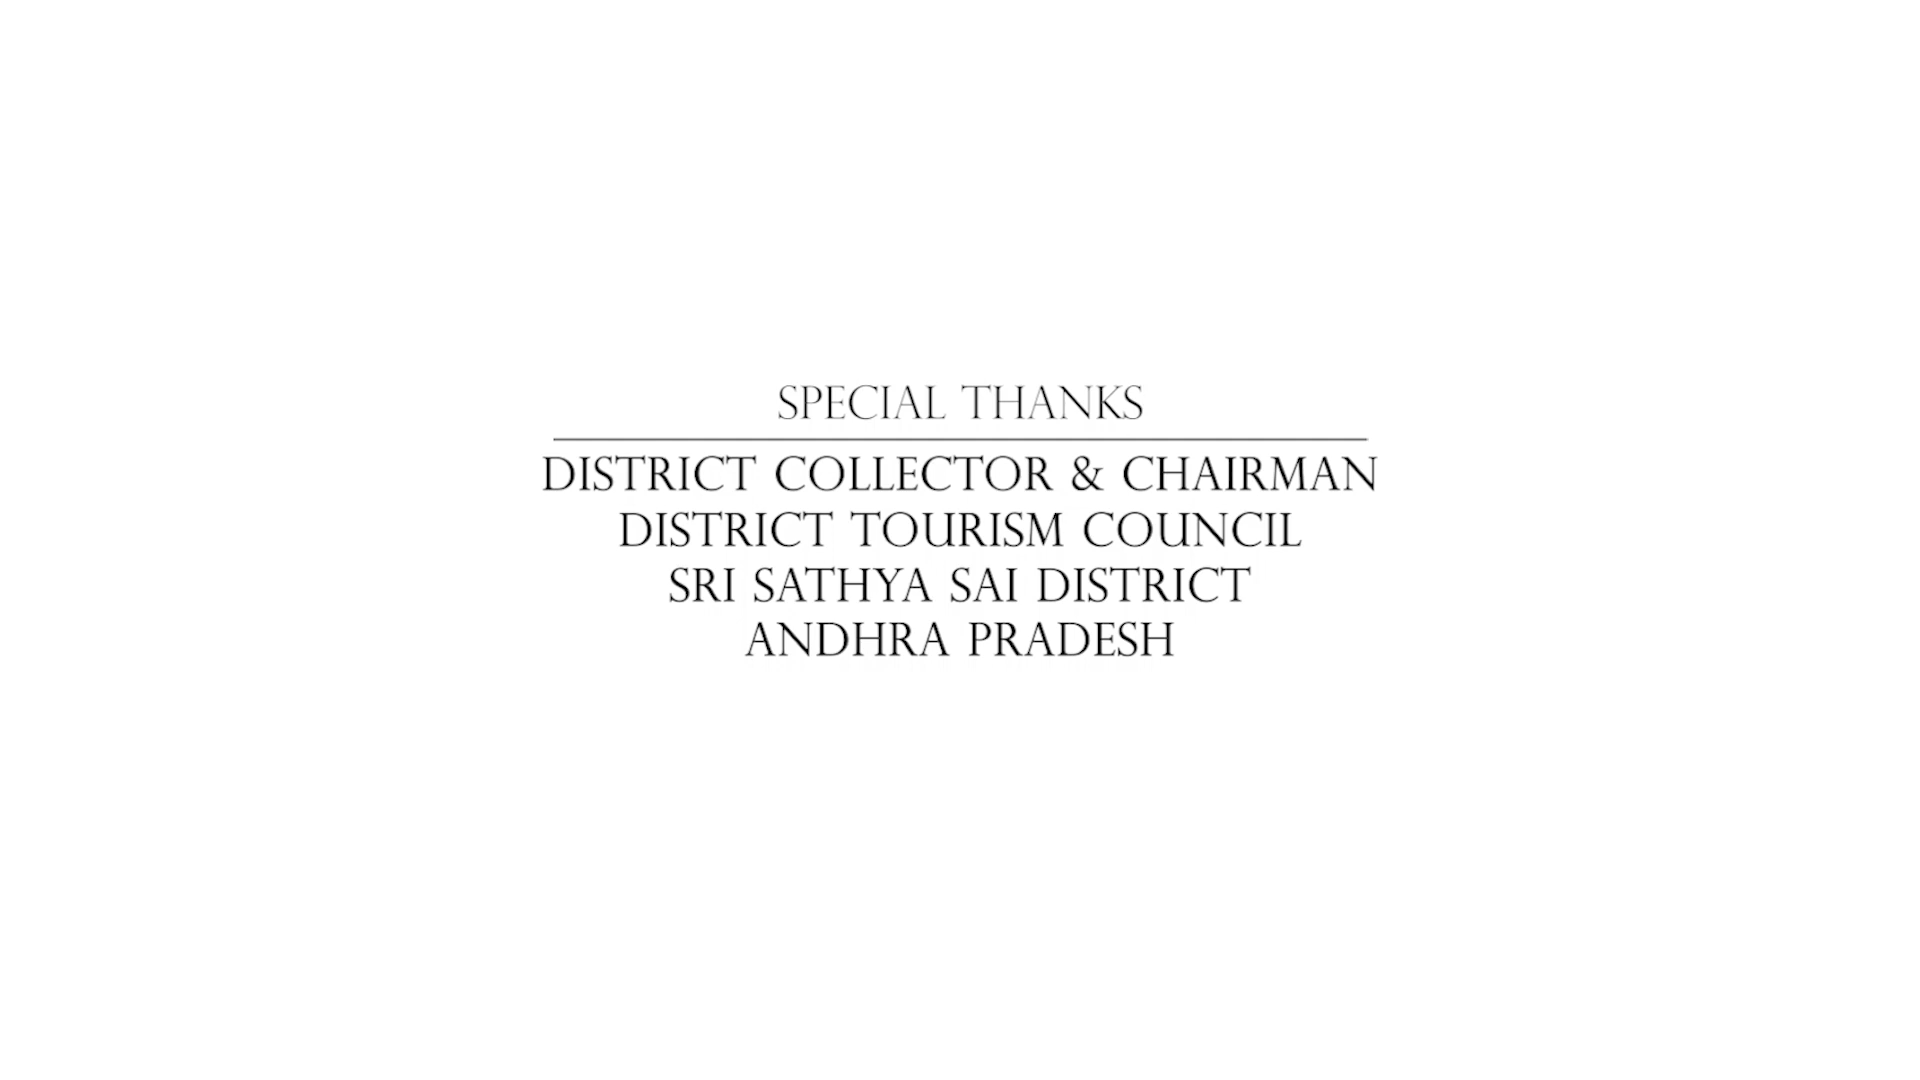 SPECIAL THANKS
DISTRICT COLLECTOR & CHAIRMAN
DISTRICT TOURISM COUNCIL
SRI SATHYA SAI DISTRICT
ANDHRA PRADESH